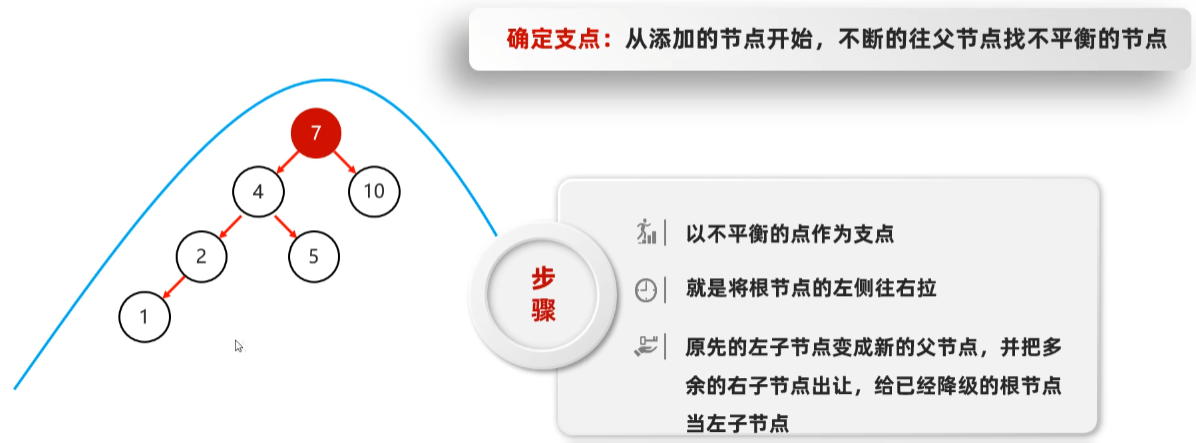 确定支点：从添加的节点开始，不断的往父节点找不平衡的节点
7
4
10
2
5
1
步
骤
以不平衡的点作为支点
就是将根节点的左侧往右拉
原先的左子节点变成新的父节点，并把多
余的右子节点出让，给已经降级的根节点
当左子节点